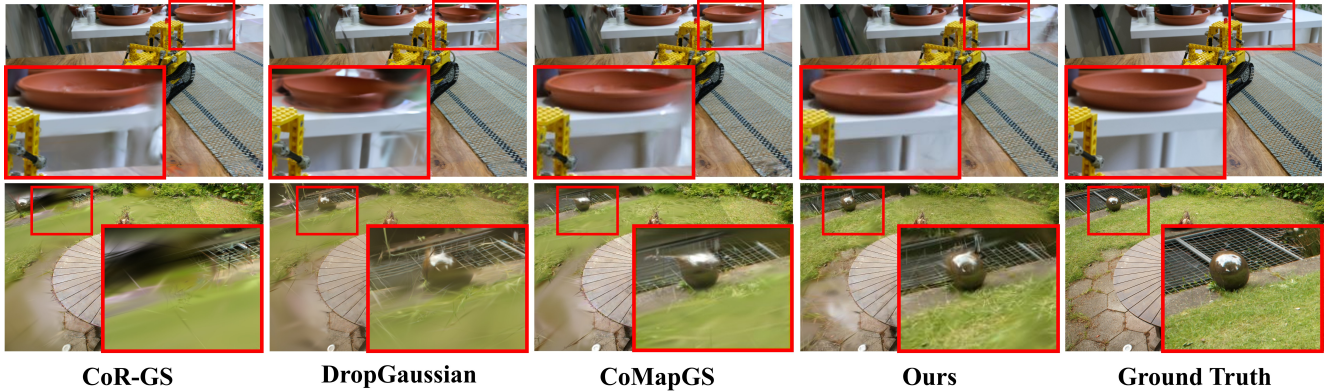 CoR-GS
DropGaussian
CoMapGS
Ours
Ground Truth